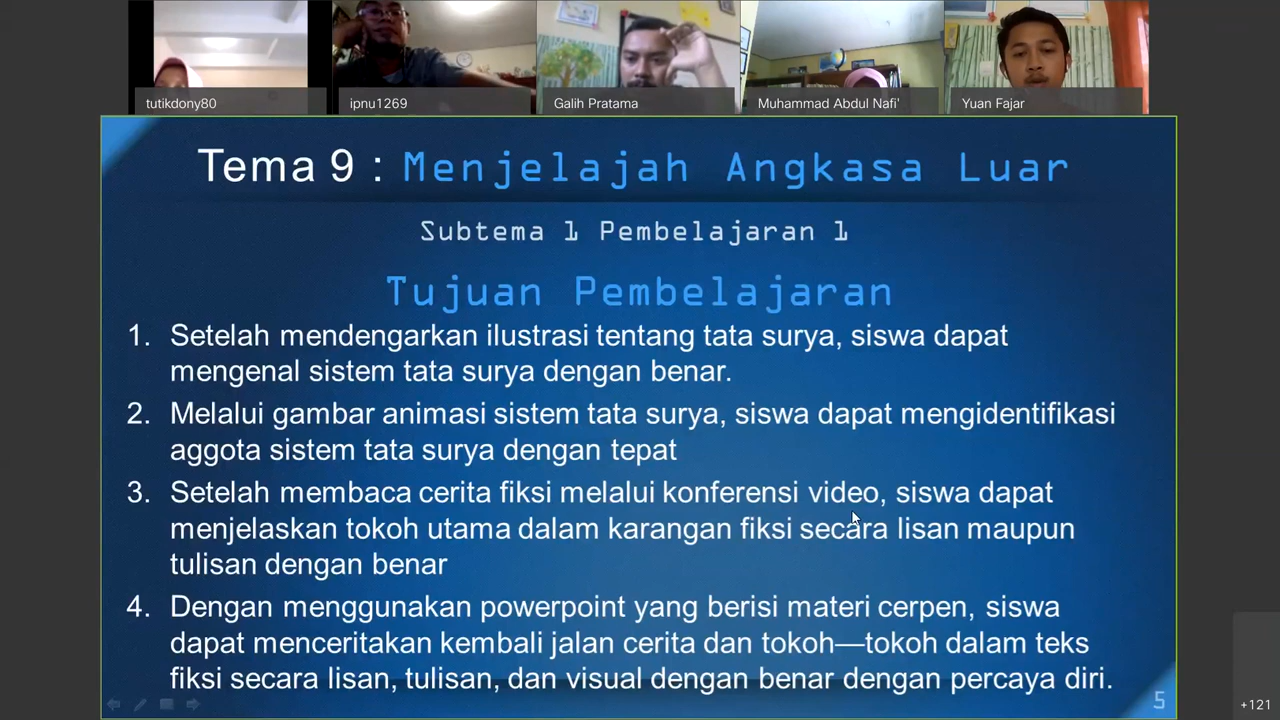 tutikdony80
ipnu1269
Galih Pratama
Muhammad Abdul Nafi'
Yuan Fajar
Tema 9 : Menjelajah Angkasa Luar
Subtema 1 Pembelajaran 1
Tujuan Pembelajaran
1. Setelah mendengarkan ilustrasi tentang tata surya, siswa dapat
mengenal sistem tata surya dengan benar.
2. Melalui gambar animasi sistem tata surya, siswa dapat mengidentifikasi
aggota sistem tata surya dengan tepat
3. Setelah membaca cerita fiksi melalui konferensi video, siswa dapat
menjelaskan tokoh utama dalam karangan fiksi secara lisan maupun
tulisan dengan benar
4. Dengan menggunakan powerpoint yang berisi materi cerpen, siswa
dapat menceritakan kembali jalan cerita dan tokoh—tokoh dalam teks
fiksi secara lisan, tulisan, dan visual dengan benar dengan percaya diri.
5
+121